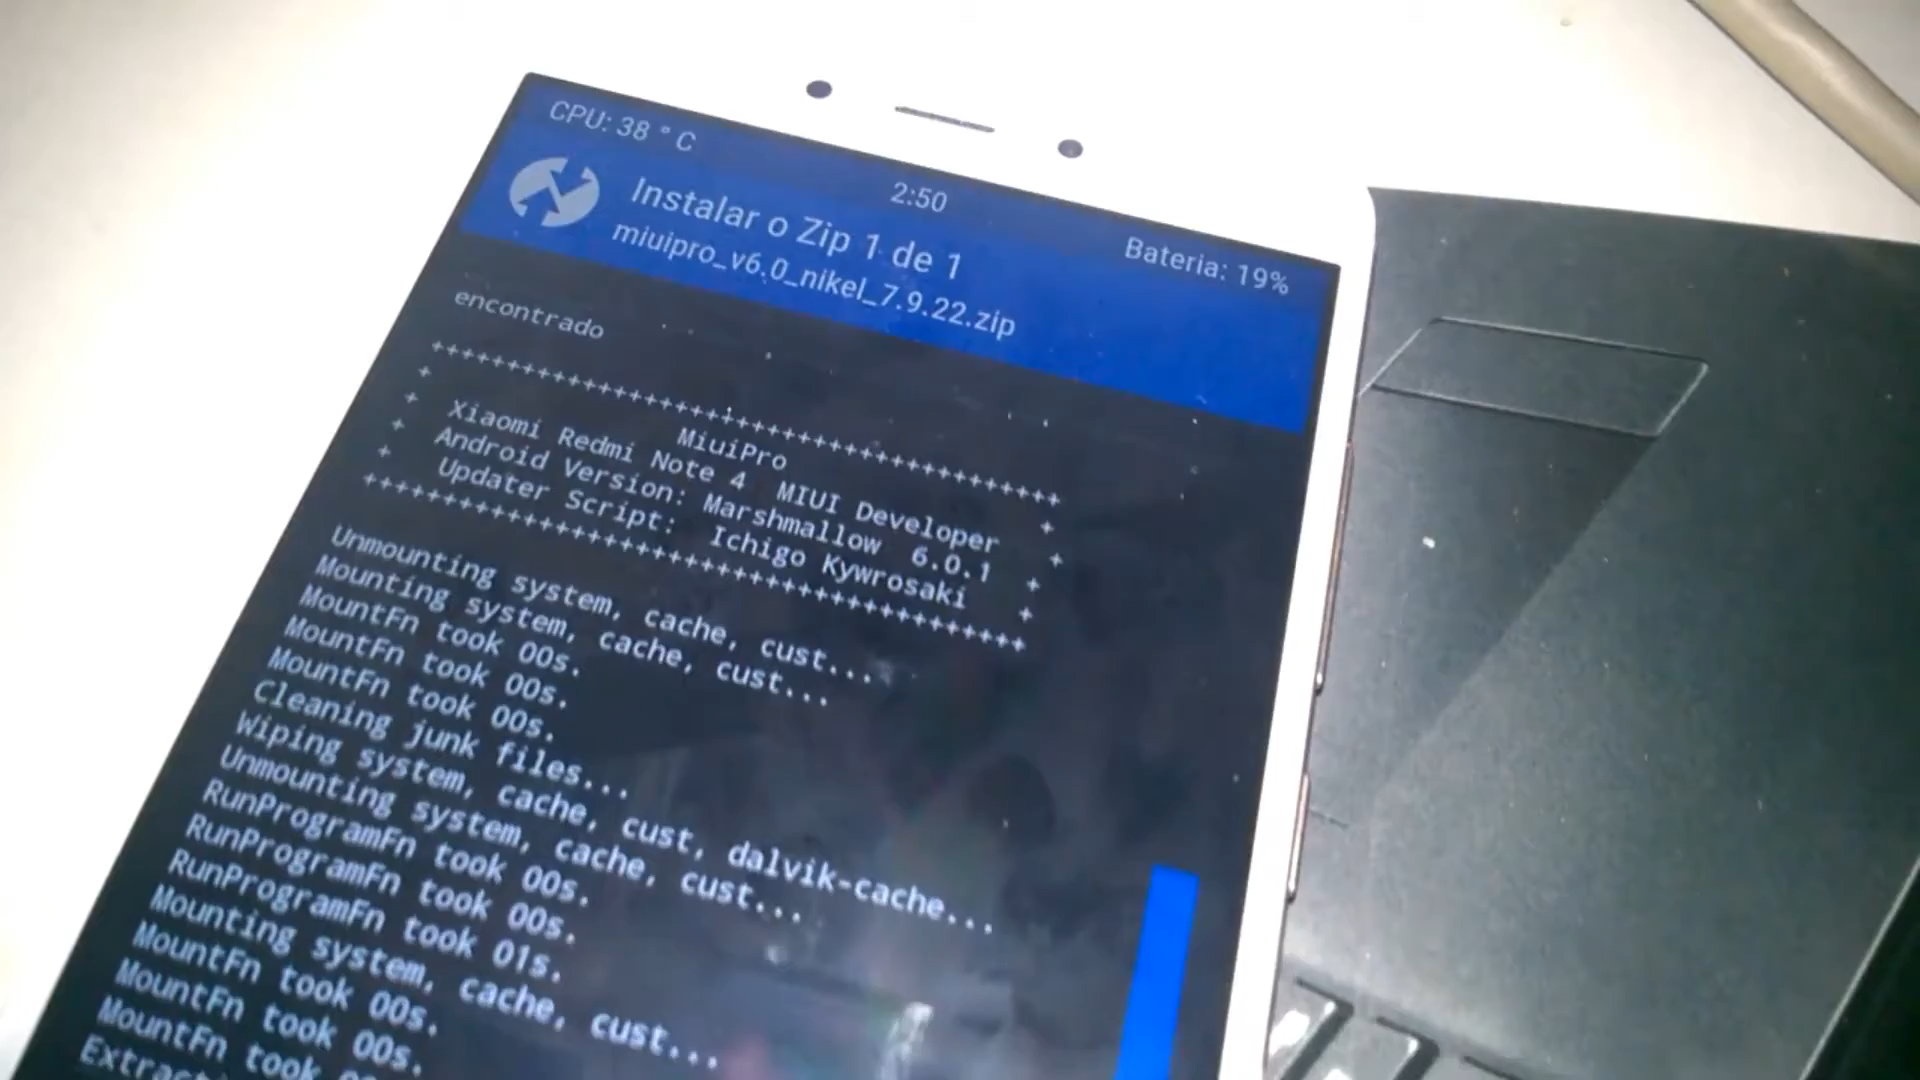 CPU: 38 ° C
2:50
Bateria: 19%
Instalar o Zip 1 de 1
miuipro_v6.0_nikel_7.9.22.zip
encontrado
++++++++++++++++++++++++++++++++++++++++++++
+ MiuiPro +
+ Xiaomi Redmi Note 4 MIUI Developer +
+ Android Version: Marshmallow 6.0.1 +
+ Updater Script: Ichigo Kywrosaki +
++++++++++++++++++++++++++++++++++++++++++++
Unmounting system, cache, cust...
Mounting system, cache, cust...
MountFn took 00s.
MountFn took 00s.
MountFn took 00s.
Cleaning junk files...
Wiping system, cache, cust, dalvik-cache...
Unmounting system, cache, cust...
RunProgramFn took 00s.
RunProgramFn took 00s.
RunProgramFn took 01s.
Mounting system, cache, cust...
MountFn took 00s.
MountFn took 00s.
MountFn took